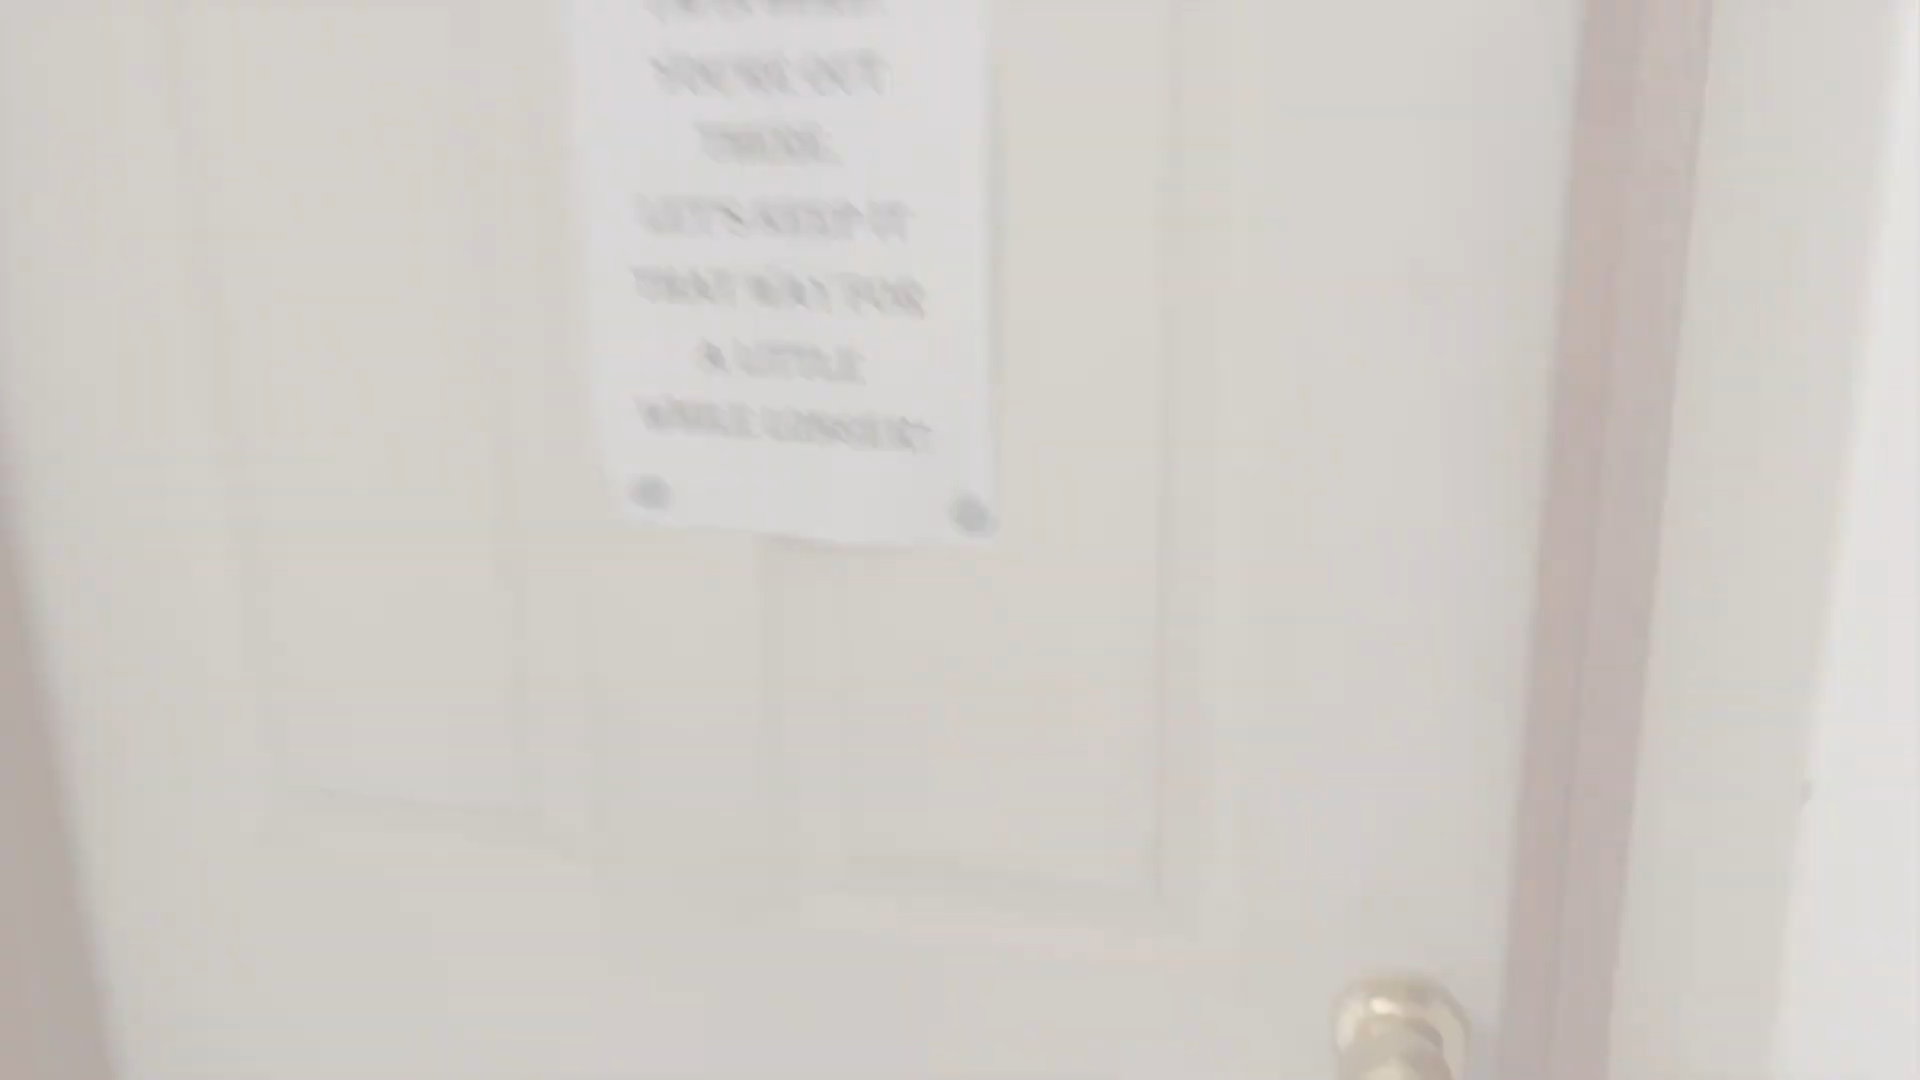 YOU'RE OUT
THERE.
LET'S KEEP IT
THAT WAY FOR
A LITTLE
WHILE LONGER!